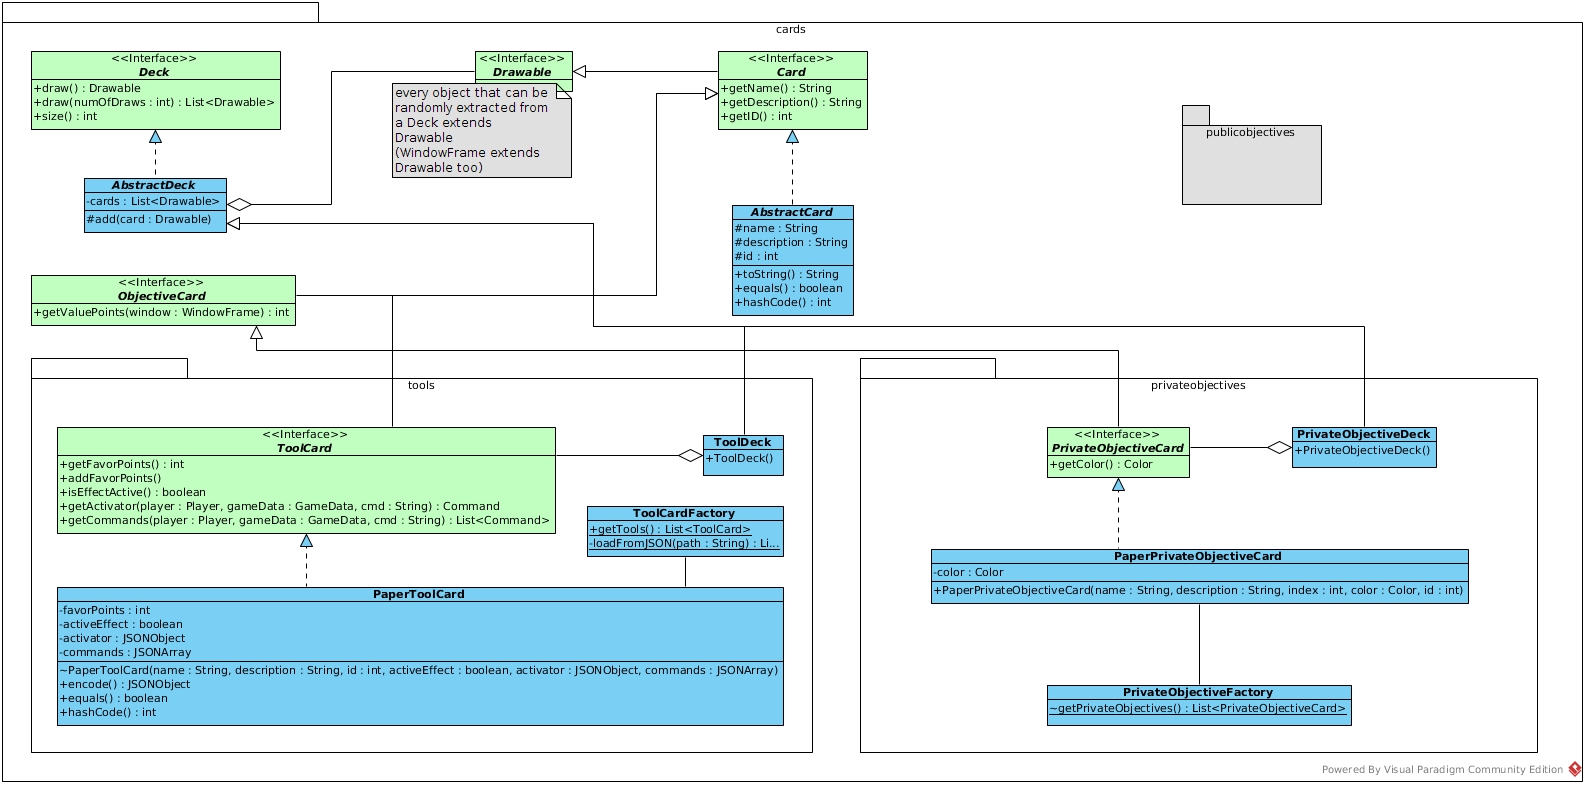 cards
<<Interface>>
Deck
+draw() : Drawable
+draw(numOfDraws : int) : List<Drawable>
+size() : int
<<Interface>>
Drawable
every object that can be
randomly extracted from
a Deck extends
Drawable
(WindowFrame extends
Drawable too)
<<Interface>>
Card
+getName() : String
+getDescription() : String
+getID() : int
publicobjectives
AbstractDeck
-cards : List<Drawable>
#add(card : Drawable)
AbstractCard
#name : String
#description : String
#id : int
+toString() : String
+equals() : boolean
+hashCode() : int
<<Interface>>
ObjectiveCard
+getValuePoints(window : WindowFrame) : int
tools
<<Interface>>
ToolCard
+getFavorPoints() : int
+addFavorPoints()
+isEffectActive() : boolean
+getActivator(player : Player, gameData : GameData, cmd : String) : Command
+getCommands(player : Player, gameData : GameData, cmd : String) : List<Command>
ToolDeck
+ToolDeck()
ToolCardFactory
+getTools() : List<ToolCard>
-loadFromJSON(path : String) : Li...
PaperToolCard
-favorPoints : int
-activeEffect : boolean
-activator : JSONObject
-commands : JSONArray
~PaperToolCard(name : String, description : String, id : int, activeEffect : boolean, activator : JSONObject, commands : JSONArray)
+encode() : JSONObject
+equals() : boolean
+hashCode() : int
privateobjectives
<<Interface>>
PrivateObjectiveCard
+getColor() : Color
PrivateObjectiveDeck
+PrivateObjectiveDeck()
PaperPrivateObjectiveCard
-color : Color
+PaperPrivateObjectiveCard(name : String, description : String, index : int, color : Color, id : int)
PrivateObjectiveFactory
~getPrivateObjectives() : List<PrivateObjectiveCard>
Powered By Visual Paradigm Community Edition